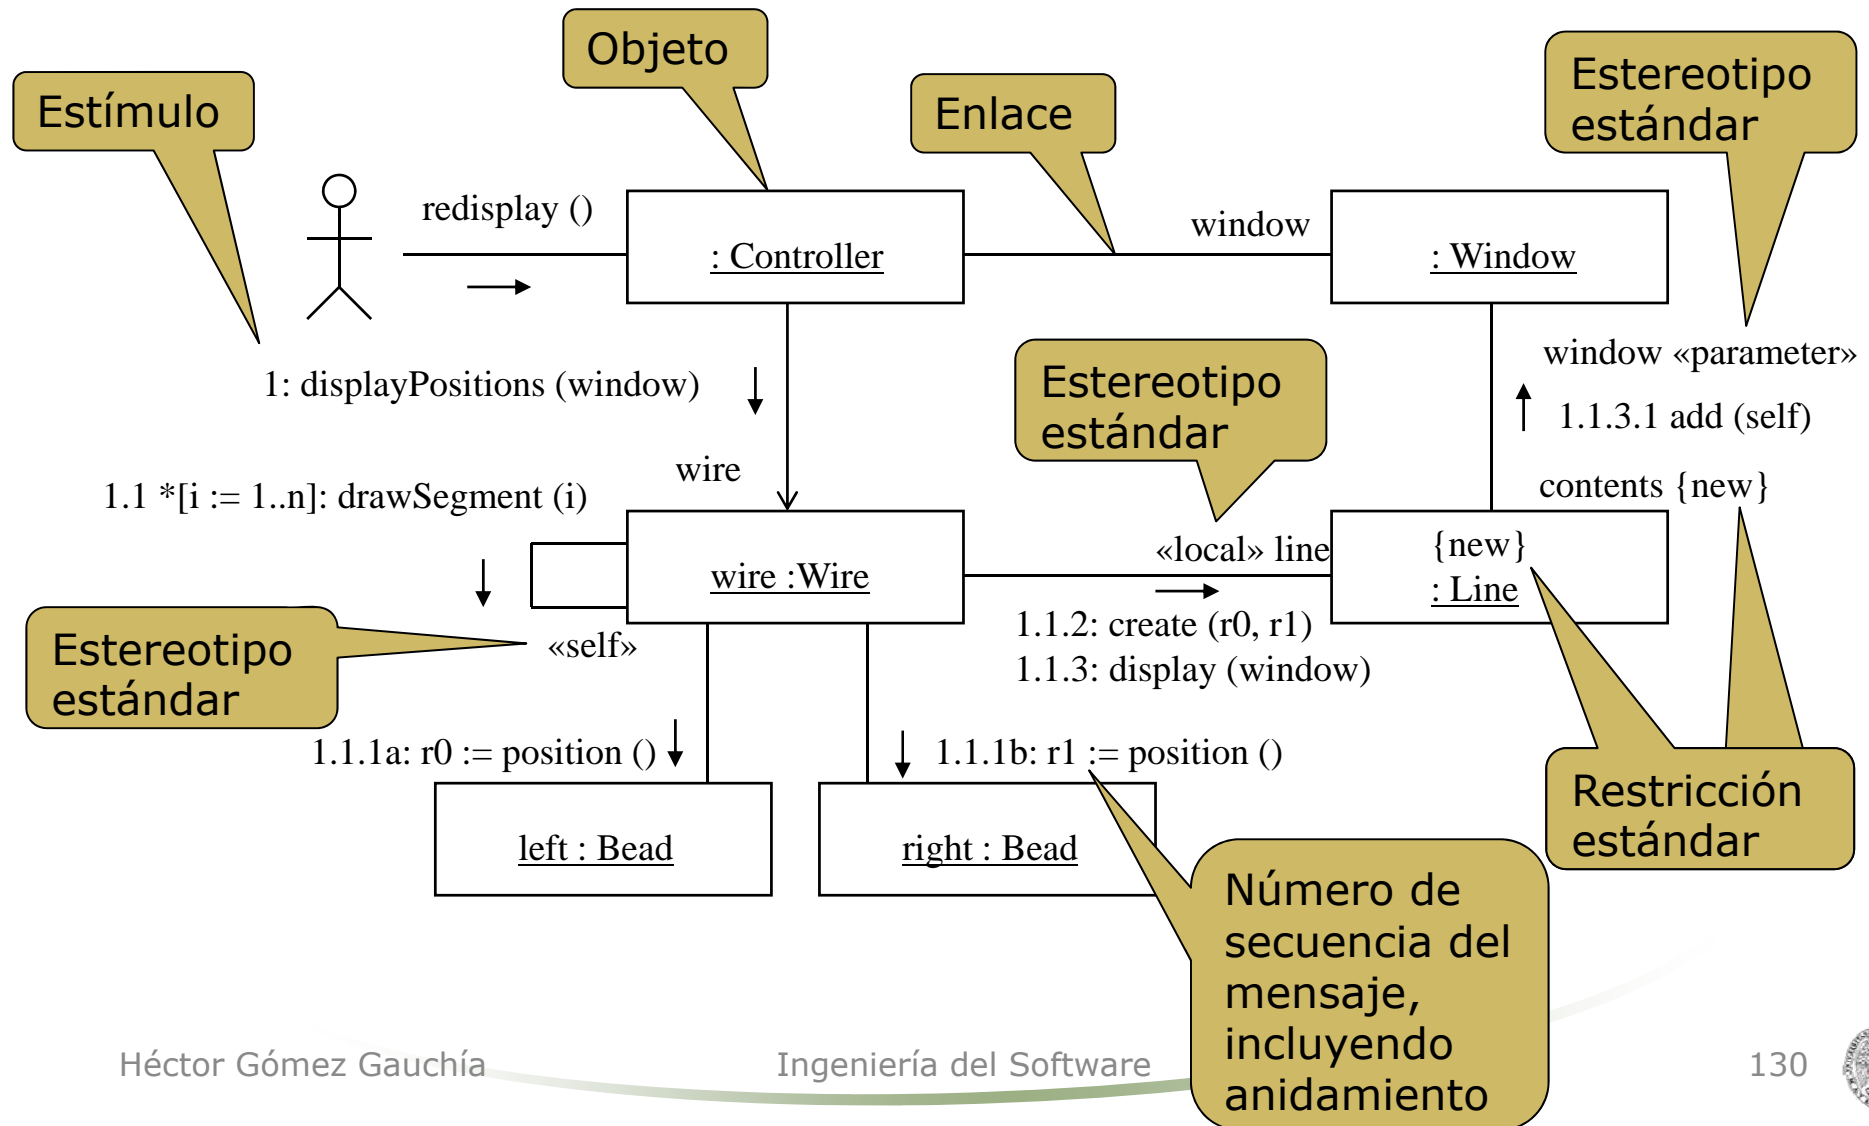 Objeto
Estímulo
Enlace
Estereotipo
estándar
redisplay ()
: Controller
window
: Window
1: displayPositions (window)
Estereotipo
estándar
window «parameter»
1.1.3.1 add (self)
wire
1.1 *[i := 1..n]: drawSegment (i)
contents {new}
wire :Wire
«local» line
{new}
: Line
1.1.2: create (r0, r1)
1.1.3: display (window)
Estereotipo
estándar
«self»
1.1.1a: r0 := position ()
1.1.1b: r1 := position ()
left : Bead
right : Bead
Restricción
estándar
Número de
secuencia del
mensaje,
incluyendo
anidamiento
Héctor Gómez Gauchía
Ingeniería del Software
130